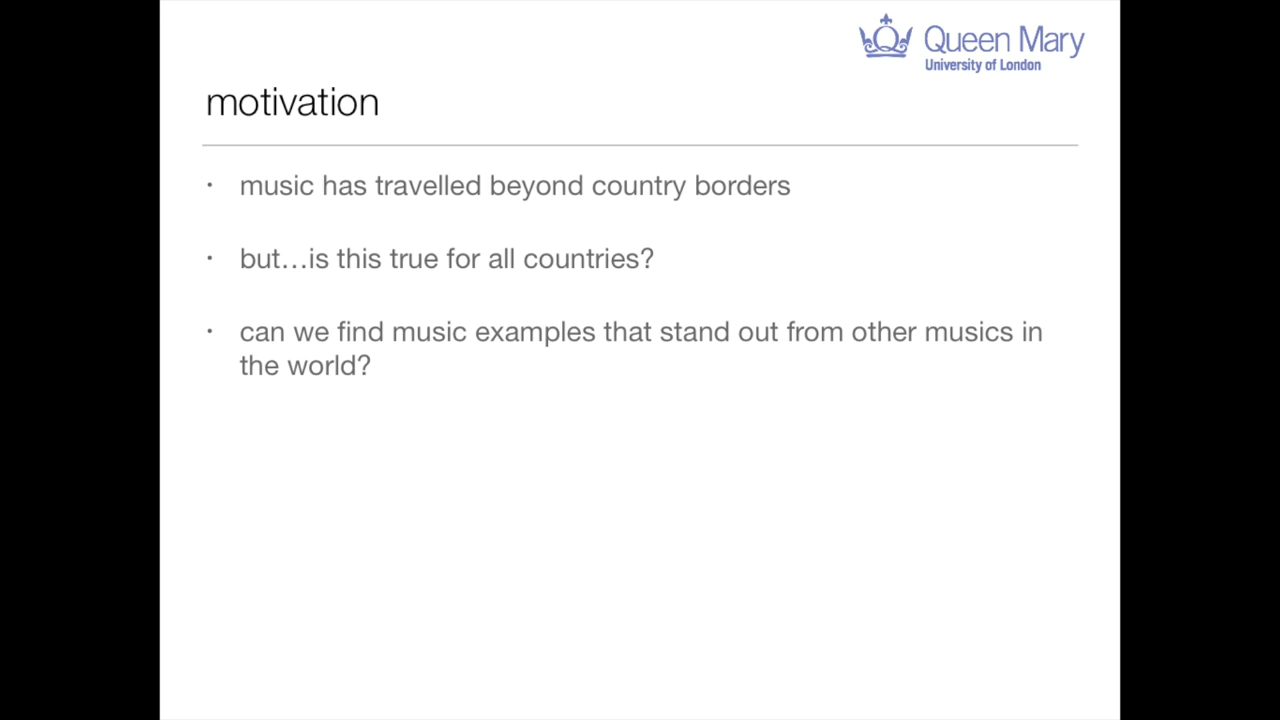 Queen Mary
University of London
motivation
• music has travelled beyond country borders
• but…is this true for all countries?
• can we find music examples that stand out from other musics in
the world?